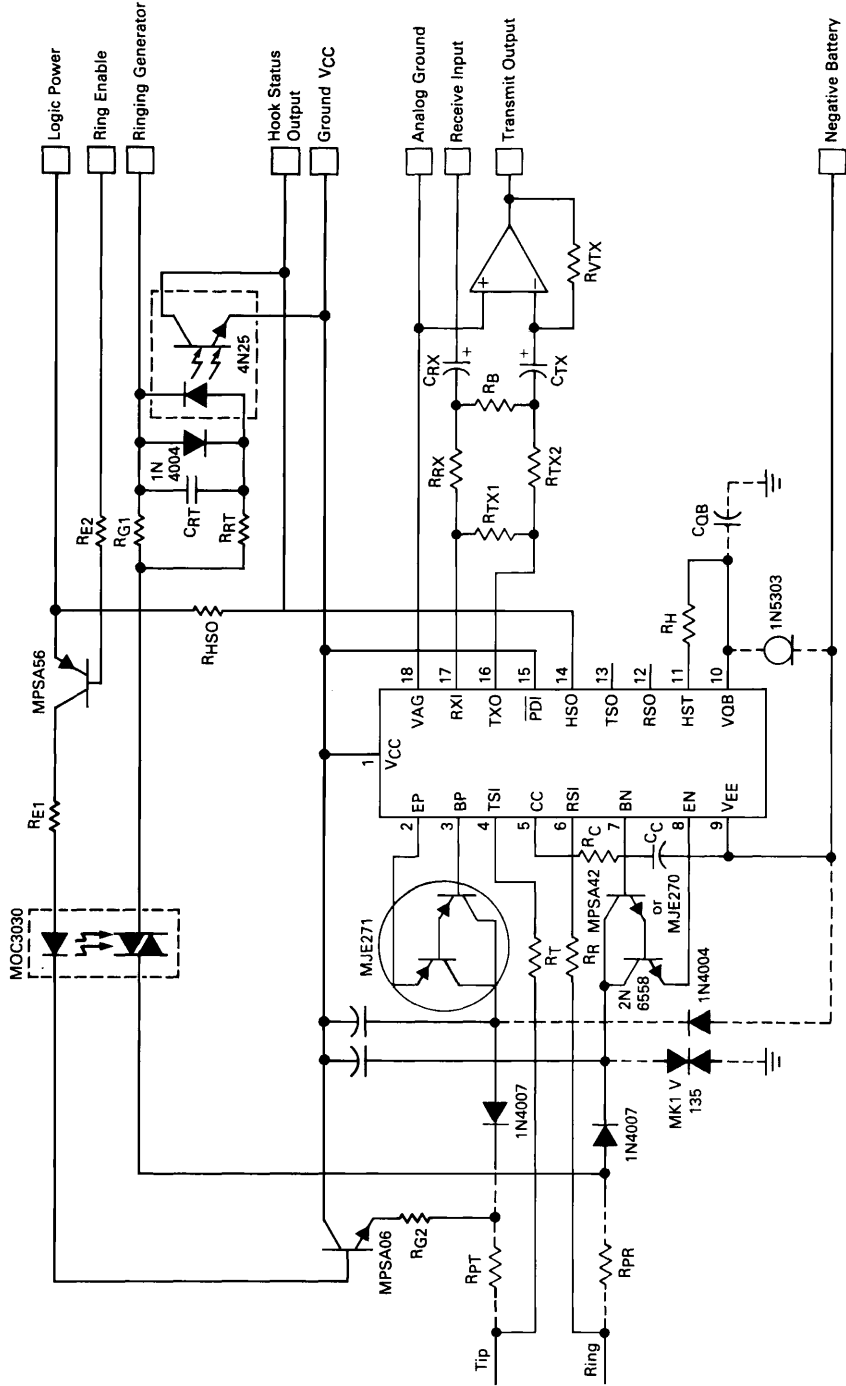 Logic Power
Ring Enable
Ringing Generator
Hook Status
Output
Ground VCC
Analog Ground
Receive Input
Transmit Output
Negative Battery
MPSA56
RE1
RE2
MOC3030
RG1
1N
4004
CRT
RRT
4N25
RHSO
MPSA06
RG2
MJE271
1N4007
RPT
Tip
RT
RR
RPR
Ring
1N4007
MK1 V
135
1N4004
2N
6558
MPSA42
or
MJE270
RC
CC
1
VCC
2
EP
3
BP
4
TSI
5
CC
6
RSI
7
BN
8
EN
9
VEE
18
VAG
17
RXI
16
TXO
15
PDI
14
HSO
13
TSO
12
RSO
11
HST
10
VQB
RRX
RTX1
RTX2
CRX
+
RB
CTX
+
+
−
RVTX
RH
CQB
1N5303